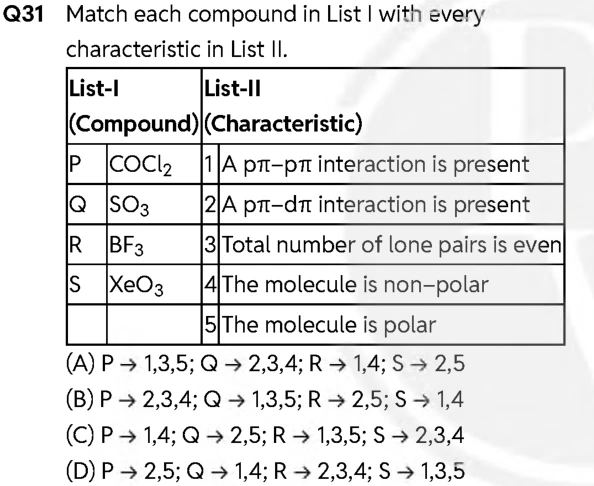 Q31 Match each compound in List I with every
characteristic in List II.
List-I List-II
(Compound) (Characteristic)
P COCl₂ 1 A pπ–pπ interaction is present
Q SO₃ 2 A pπ–dπ interaction is present
R BF₃ 3 Total number of lone pairs is even
S XeO₃ 4 The molecule is non–polar
5 The molecule is polar
(A) P → 1,3,5; Q → 2,3,4; R → 1,4; S → 2,5
(B) P → 2,3,4; Q → 1,3,5; R → 2,5; S → 1,4
(C) P → 1,4; Q → 2,5; R → 1,3,5; S → 2,3,4
(D) P → 2,5; Q → 1,4; R → 2,3,4; S → 1,3,5